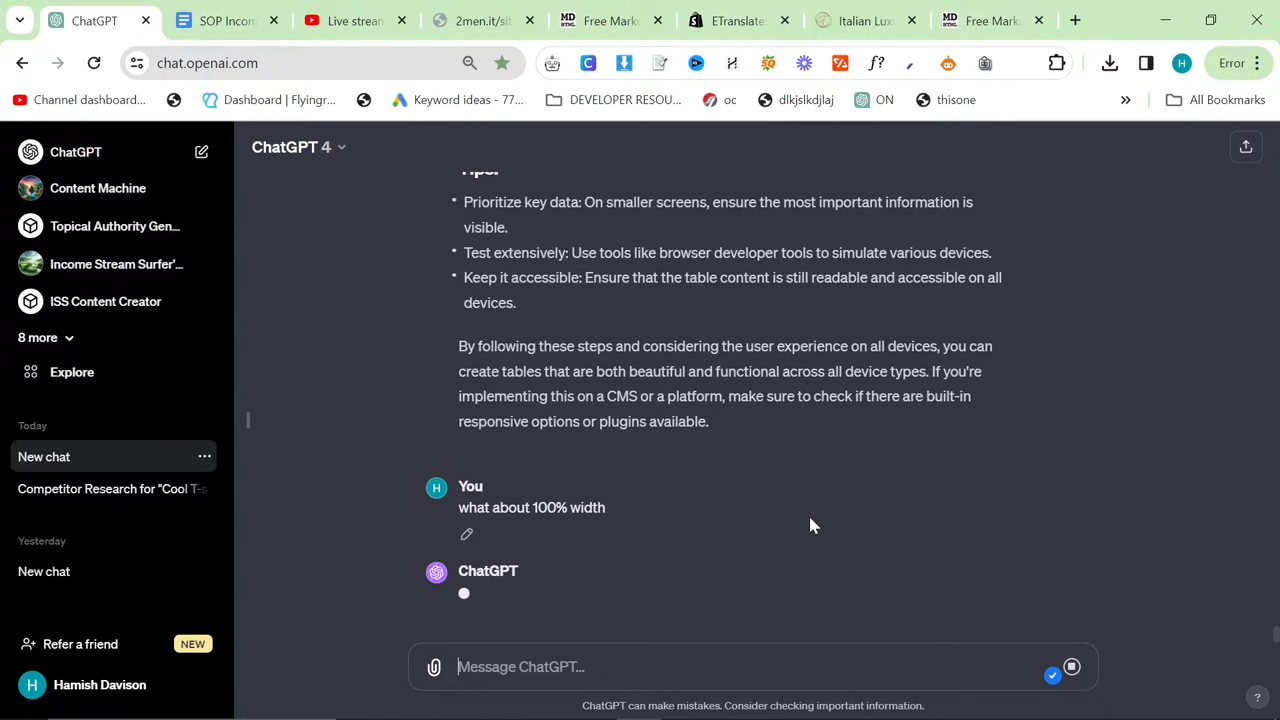 ChatGPT
SOP Incom
Live strean
2men.it/sit
Free Mark
ETranslate
Italian Lux
Free Mark
chat.openai.com
Error
Channel dashboard...
Dashboard | Flyingr...
Keyword ideas - 77...
DEVELOPER RESOU...
oc
dlkjslkdjlaj
ON
thisone
»
All Bookmarks
ChatGPT
Content Machine
Topical Authority Gen...
Income Stream Surfer'...
ISS Content Creator
8 more
Explore
Today
New chat
Competitor Research for "Cool T-s
Yesterday
New chat
Refer a friend
NEW
Hamish Davison
ChatGPT 4
Tips:
• Prioritize key data: On smaller screens, ensure the most important information is
visible.
• Test extensively: Use tools like browser developer tools to simulate various devices.
• Keep it accessible: Ensure that the table content is still readable and accessible on all
devices.
By following these steps and considering the user experience on all devices, you can
create tables that are both beautiful and functional across all device types. If you're
implementing this on a CMS or a platform, make sure to check if there are built-in
responsive options or plugins available.
You
what about 100% width
ChatGPT
Message ChatGPT...
ChatGPT can make mistakes. Consider checking important information.
?